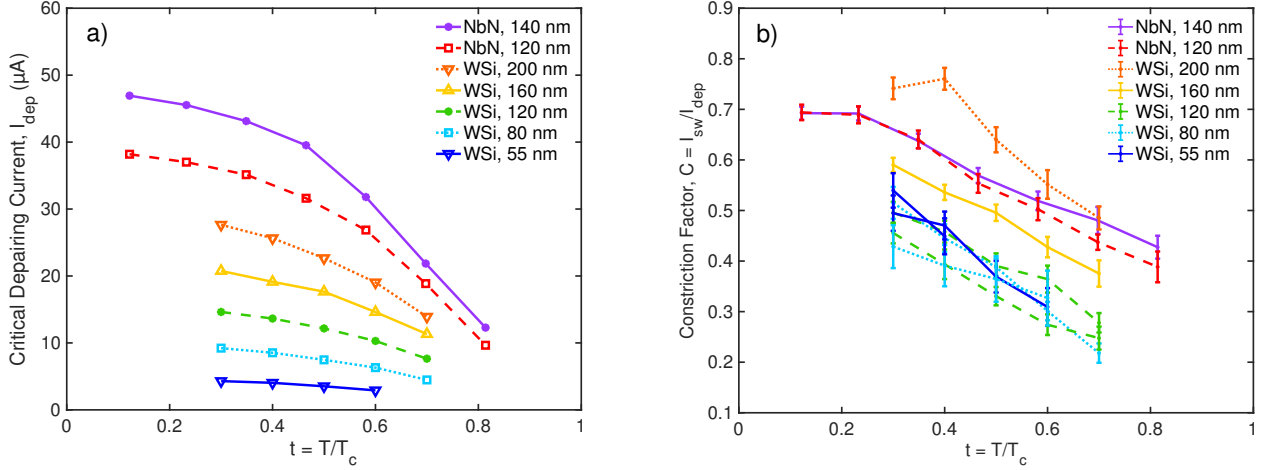 a)
NbN, 140 nm
NbN, 120 nm
WSi, 200 nm
WSi, 160 nm
WSi, 120 nm
WSi, 80 nm
WSi, 55 nm
Critical Depairing Current, I_dep (µA)
60
50
40
30
20
10
0
0 0.2 0.4 0.6 0.8 1
t = T/T_c
b)
NbN, 140 nm
NbN, 120 nm
WSi, 200 nm
WSi, 160 nm
WSi, 120 nm
WSi, 80 nm
WSi, 55 nm
Constriction Factor, C = I_sw/I_dep
0.9
0.8
0.7
0.6
0.5
0.4
0.3
0.2
0.1
0 0.2 0.4 0.6 0.8 1
t = T/T_c